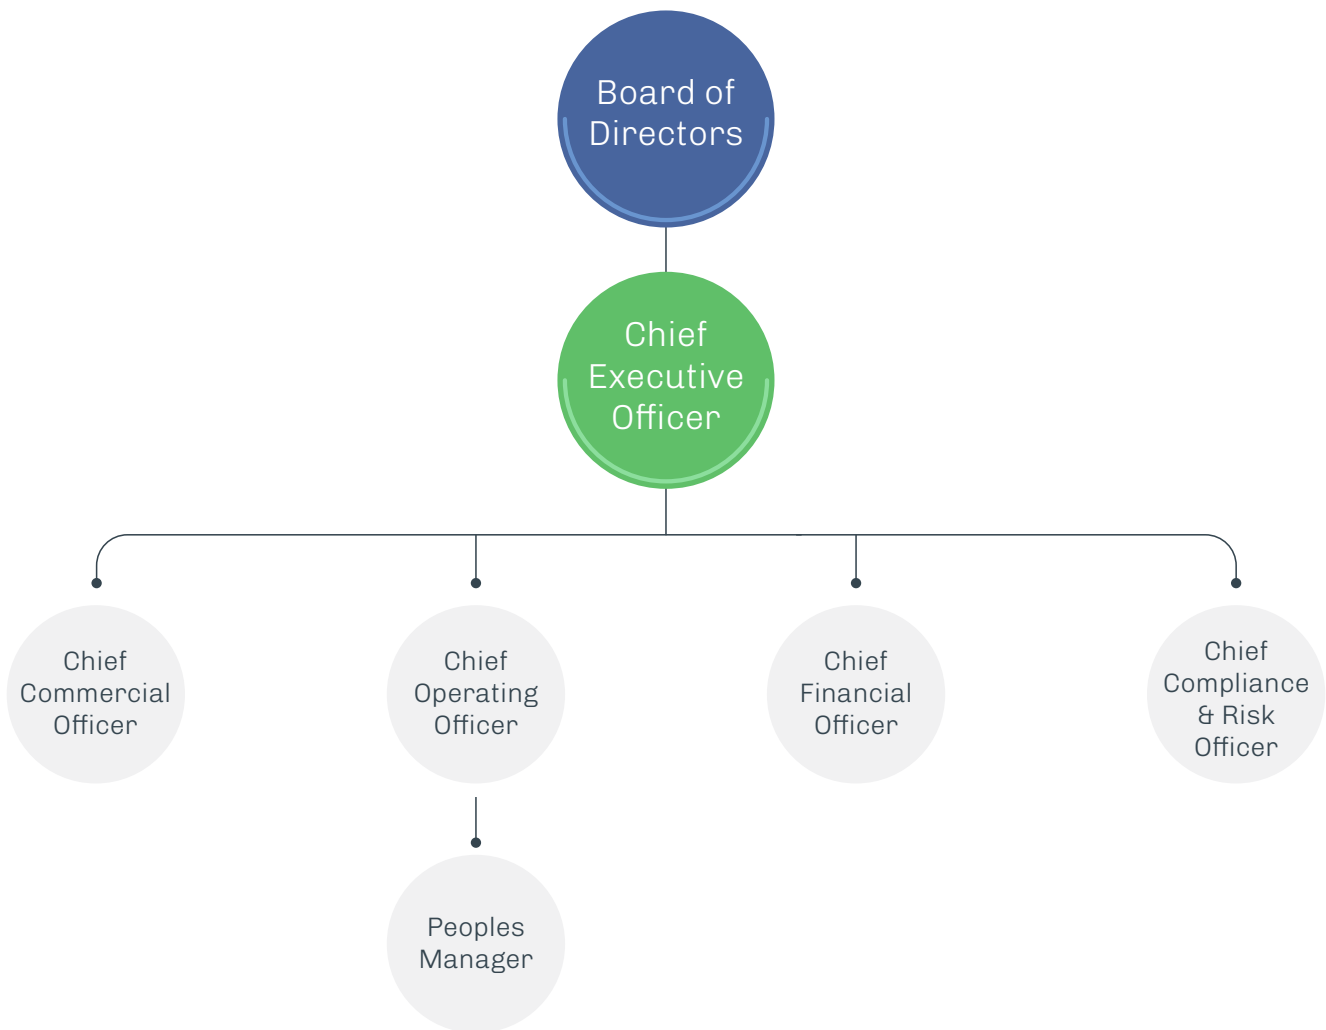 Board of
Directors
Chief
Executive
Officer
Chief
Commercial
Officer
Chief
Operating
Officer
Chief
Financial
Officer
Chief
Compliance
& Risk
Officer
Peoples
Manager